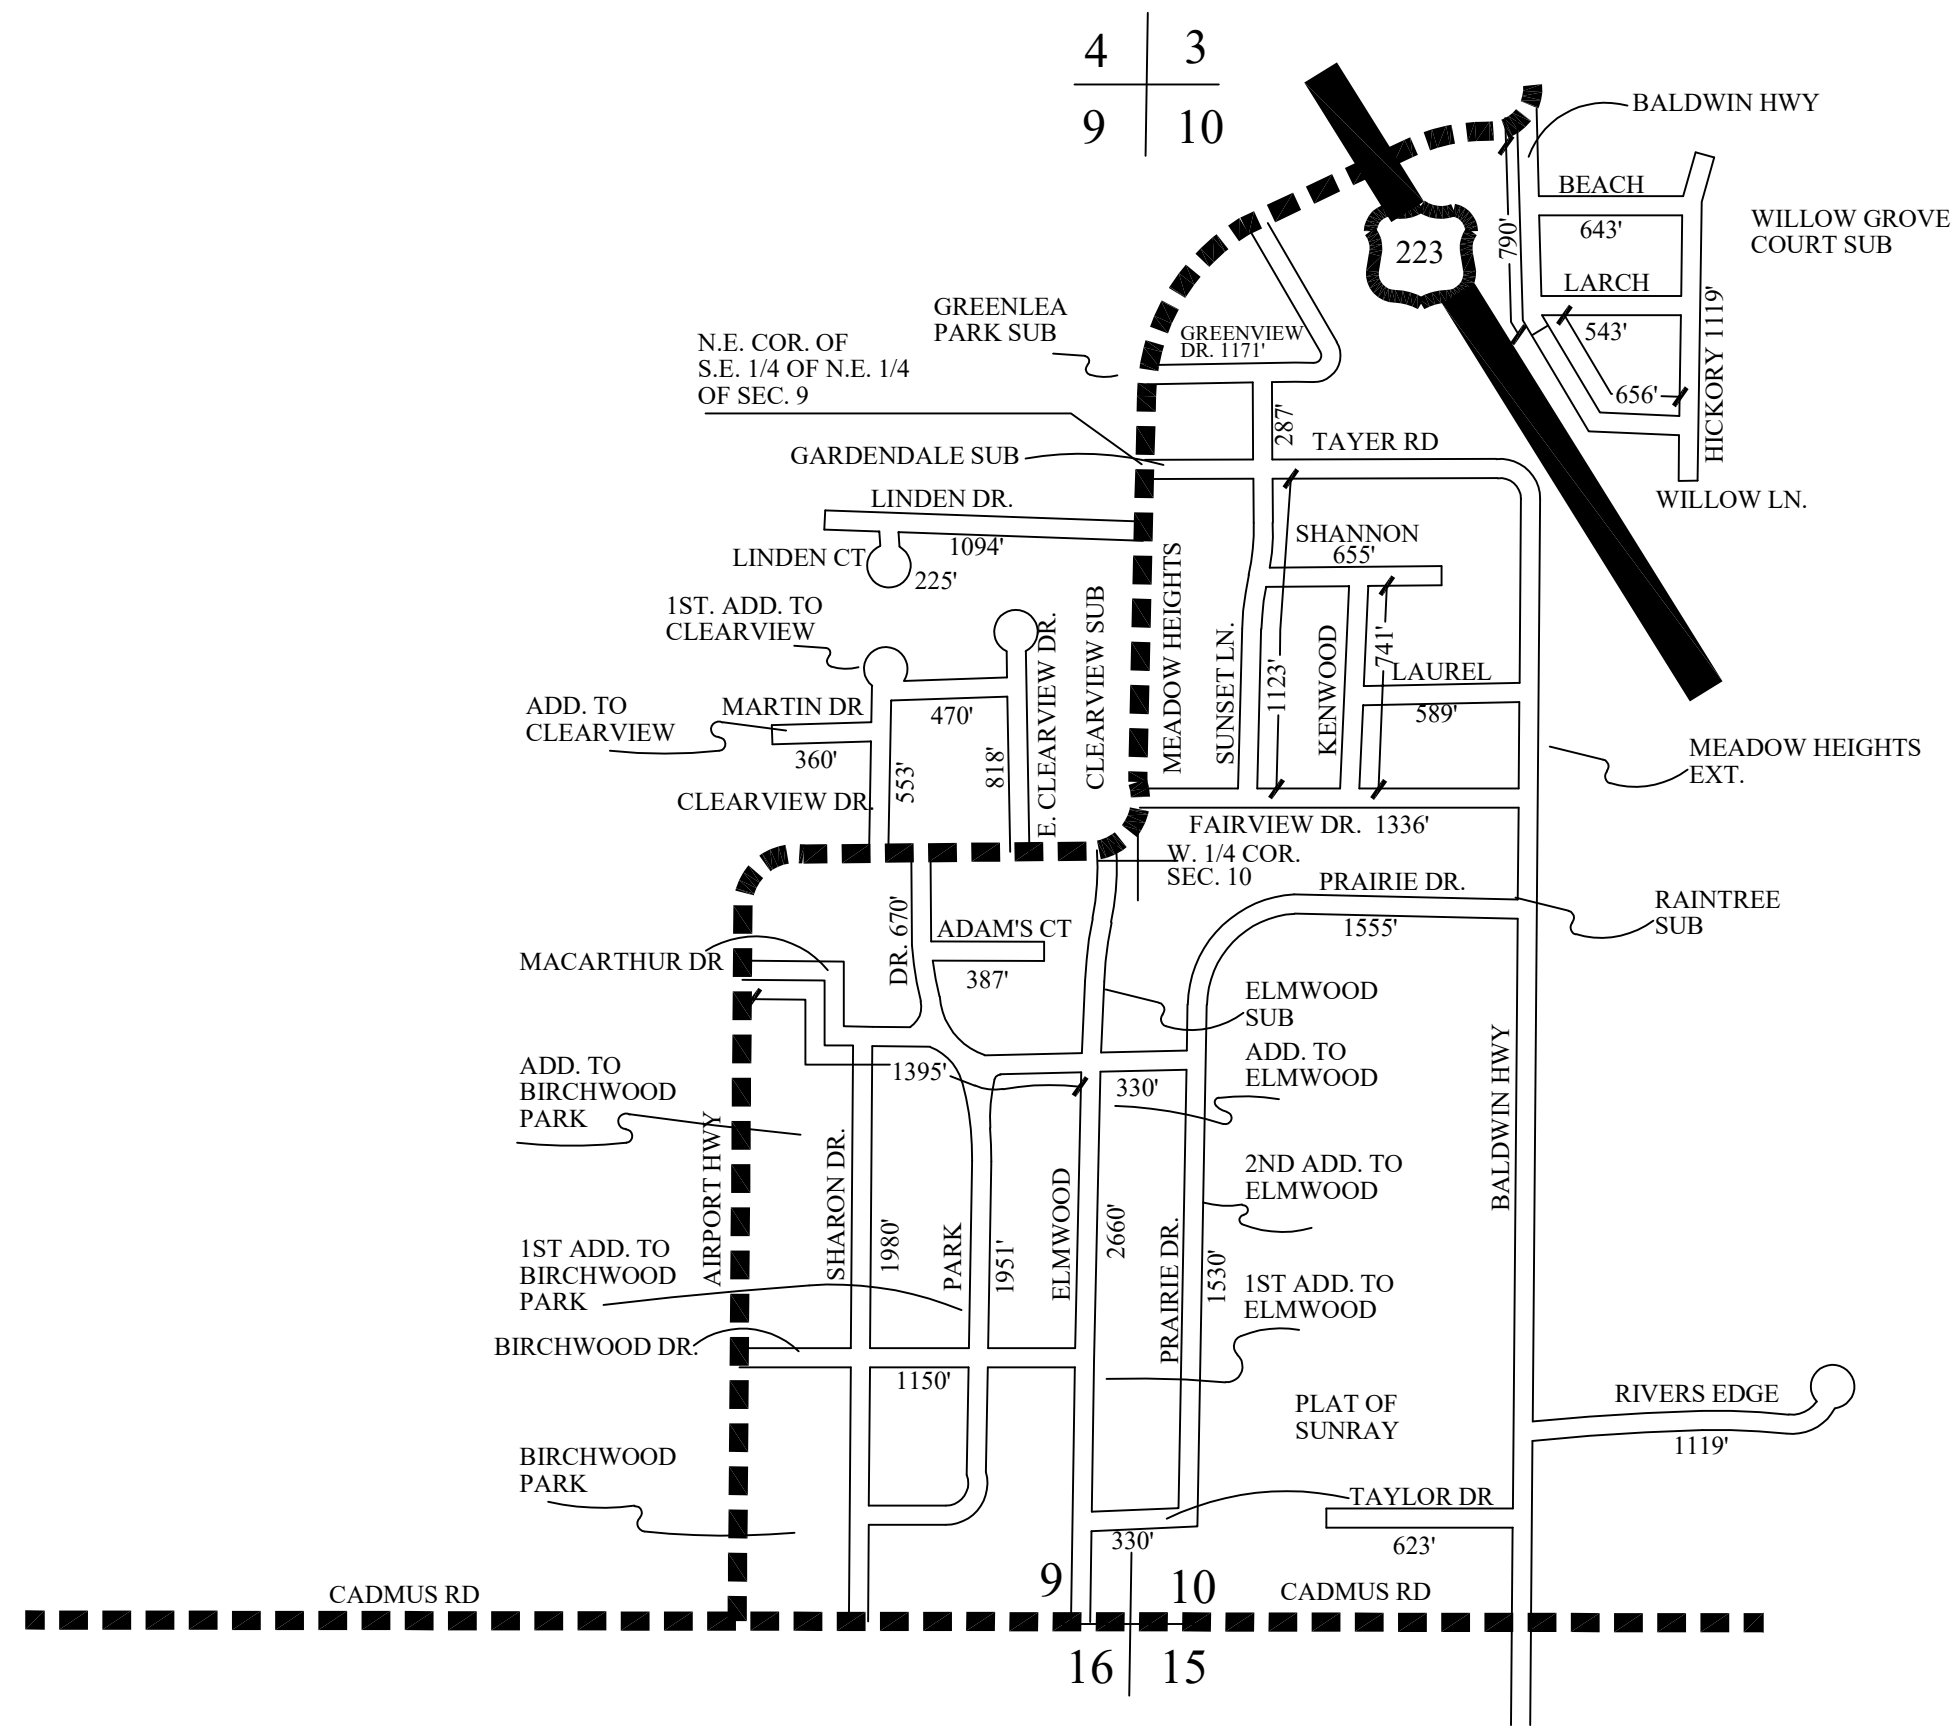 4
3
9
10
BALDWIN HWY
BEACH
643'
WILLOW GROVE
COURT SUB
790'
223
LARCH
543'
HICKORY 1119'
656'
WILLOW LN.
GREENLEA
PARK SUB
GREENVIEW
DR. 1171'
N.E. COR. OF
S.E. 1/4 OF N.E. 1/4
OF SEC. 9
287'
TAYER RD
GARDENDALE SUB
LINDEN DR.
1094'
LINDEN CT
225'
SHANNON
655'
1ST. ADD. TO
CLEARVIEW
E. CLEARVIEW DR.
CLEARVIEW SUB
MEADOW HEIGHTS
SUNSET LN.
1123'
KENWOOD
741'
LAUREL
589'
ADD. TO
CLEARVIEW
MARTIN DR
360'
470'
553'
818'
CLEARVIEW DR.
MEADOW HEIGHTS
EXT.
FAIRVIEW DR. 1336'
W. 1/4 COR.
SEC. 10
PRAIRIE DR.
1555'
RAINTREE
SUB
DR. 670'
ADAM'S CT
387'
MACARTHUR DR
ELMWOOD
SUB
ADD. TO
ELMWOOD
1395'
330'
ADD. TO
BIRCHWOOD
PARK
AIRPORT HWY
SHARON DR.
1980'
PARK
1951'
ELMWOOD
2660'
PRAIRIE DR.
1530'
2ND ADD. TO
ELMWOOD
BALDWIN HWY
1ST ADD. TO
BIRCHWOOD
PARK
1ST ADD. TO
ELMWOOD
BIRCHWOOD DR.
1150'
PLAT OF
SUNRAY
RIVERS EDGE
1119'
BIRCHWOOD
PARK
TAYLOR DR
330'
623'
CADMUS RD
9
10
CADMUS RD
16
15